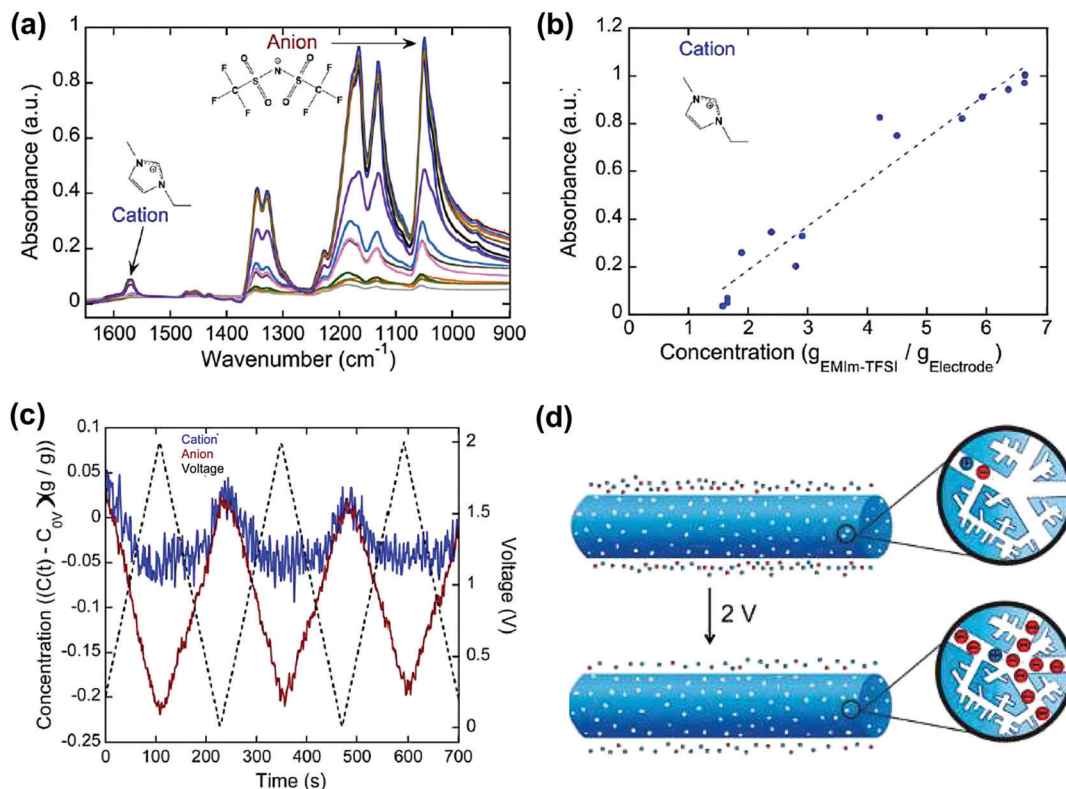 (a)
Absorbance (a.u.)
1
0.8
0.6
0.4
0.2
0
Anion
O
N
⊖
O
F
S
S
F
F
C
O
O
C
F
F
F
N
⊕
N
Cation
1600 1500 1400 1300 1200 1100 1000 900
Wavenumber (cm⁻¹)
(b)
Absorbance (a.u.)
1.2
1
0.8
0.6
0.4
0.2
0
Cation
N
⊕
N
0 1 2 3 4 5 6 7
Concentration (g EMIm-TFSI / g Electrode)
(c)
Concentration ((C(t) - C0V)(g / g))
0.1
0.05
0
-0.05
-0.1
-0.15
-0.2
-0.25
Cation
Anion
Voltage
2
1.5
1
0.5
0
Voltage (V)
0 100 200 300 400 500 600 700
Time (s)
(d)
2 V